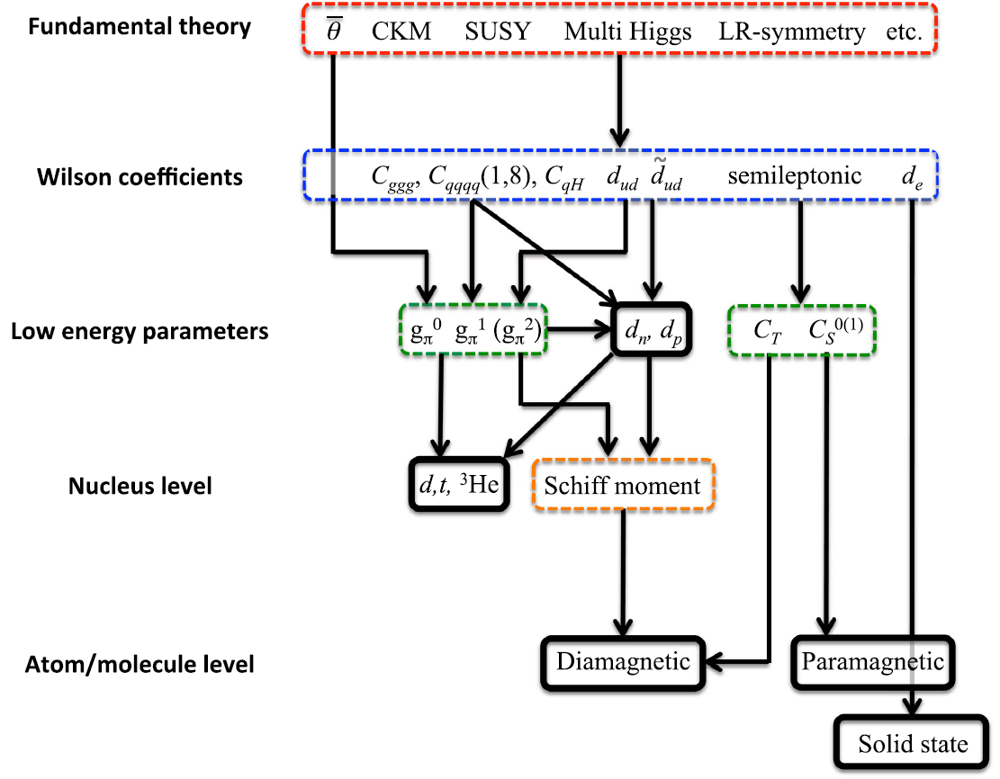 Fundamental theory θ̅ CKM SUSY Multi Higgs LR-symmetry etc.
Wilson coefficients C_ggg, C_qqqq(1,8), C_qH d_ud d̃_ud semileptonic d_e
Low energy parameters g_π^0 g_π^1 (g_π^2) d_n, d_p C_T C_S^0(1)
Nucleus level d,t, ³He Schiff moment
Atom/molecule level Diamagnetic Paramagnetic
Solid state